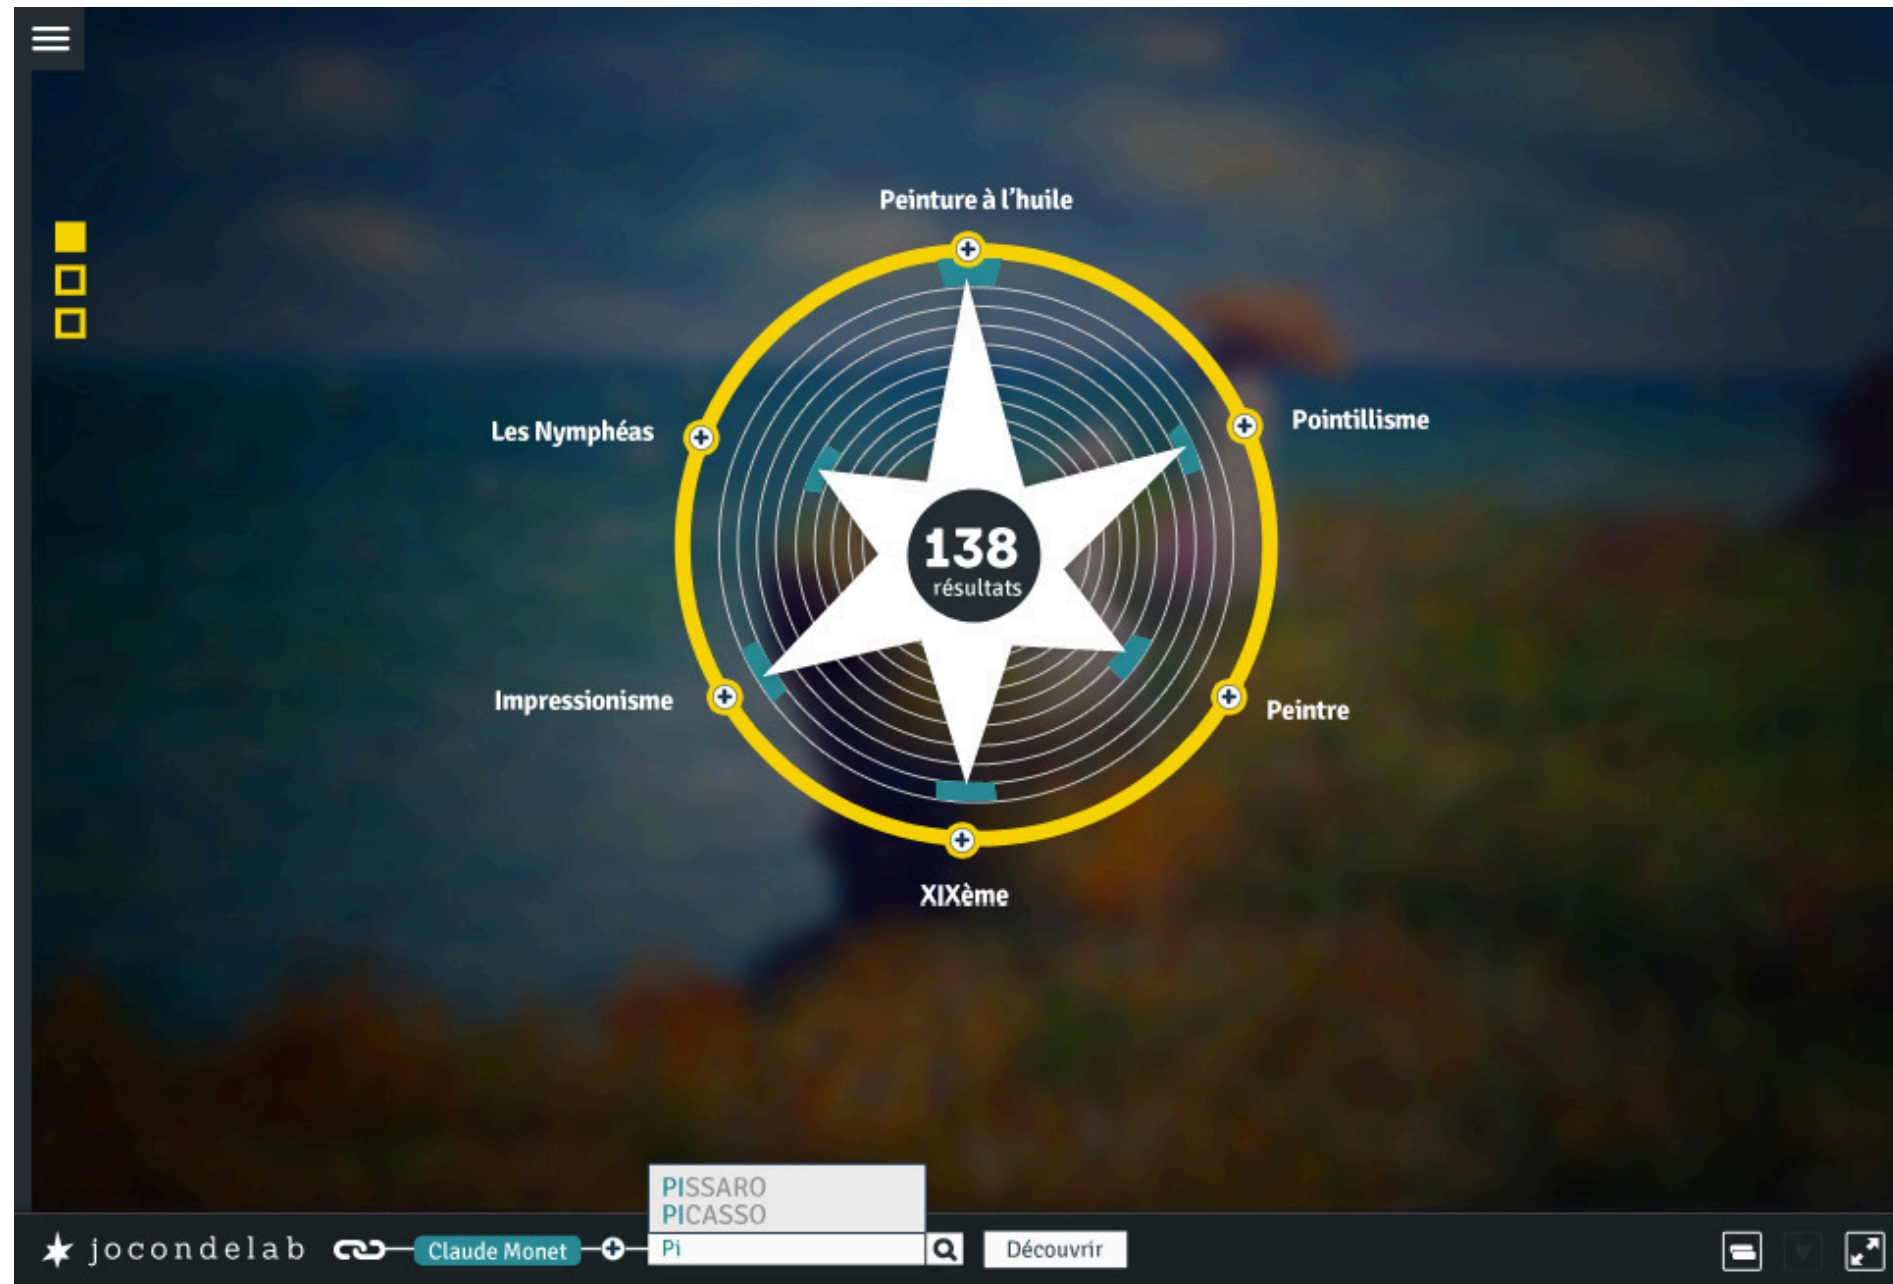 Peinture à l'huile
Les Nymphéas
Pointillisme
138
résultats
Impressionisme
Peintre
XIXème
PISSARO
PICASSO
jocondelab
Claude Monet
Pi
Découvrir